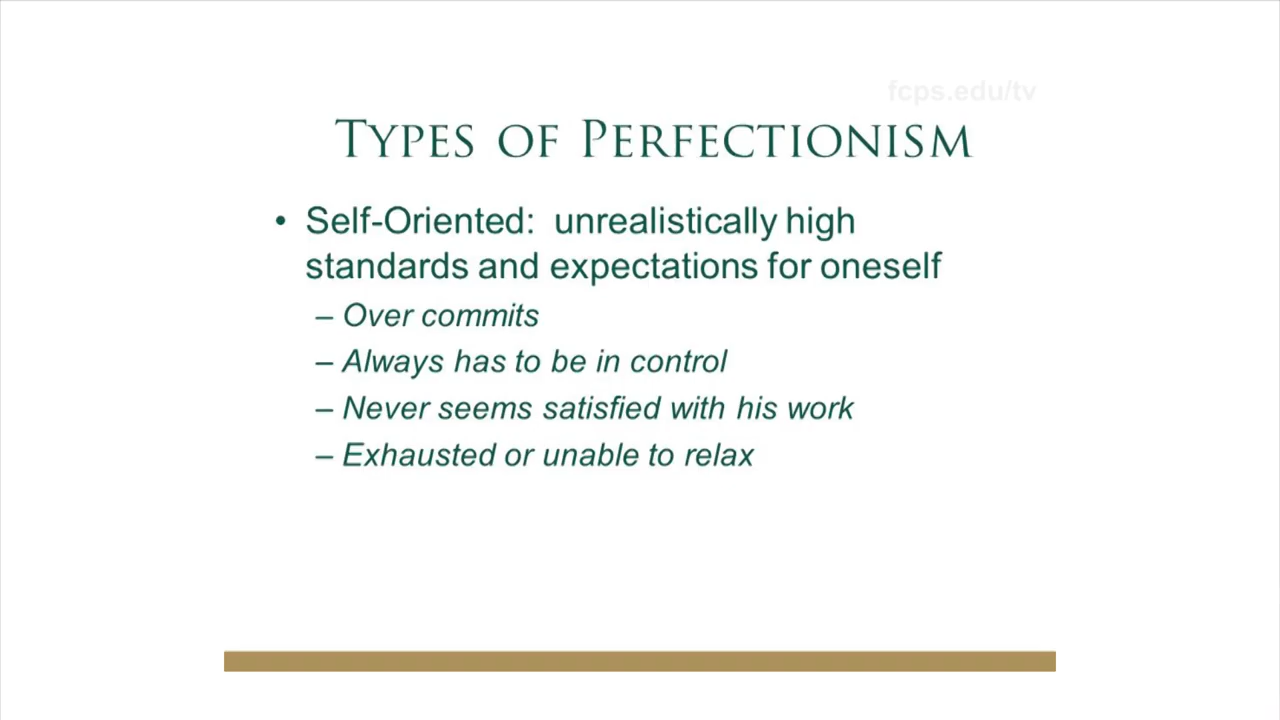 fcps.edu/tv
TYPES OF PERFECTIONISM
• Self-Oriented:  unrealistically high
standards and expectations for oneself
– Over commits
– Always has to be in control
– Never seems satisfied with his work
– Exhausted or unable to relax